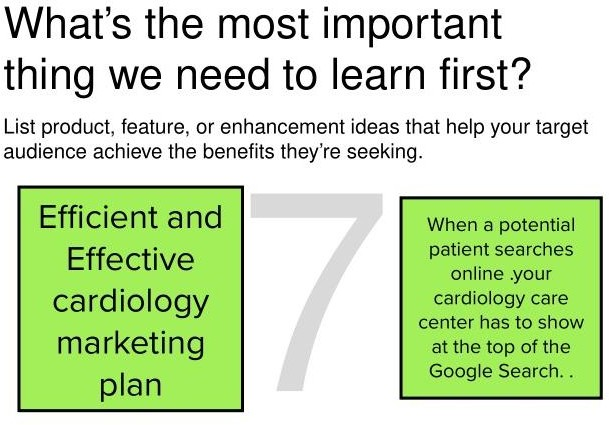 What's the most important
thing we need to learn first?
List product, feature, or enhancement ideas that help your target
audience achieve the benefits they're seeking.
Efficient and
Effective
cardiology
marketing
plan
7
When a potential
patient searches
online .your
cardiology care
center has to show
at the top of the
Google Search. .